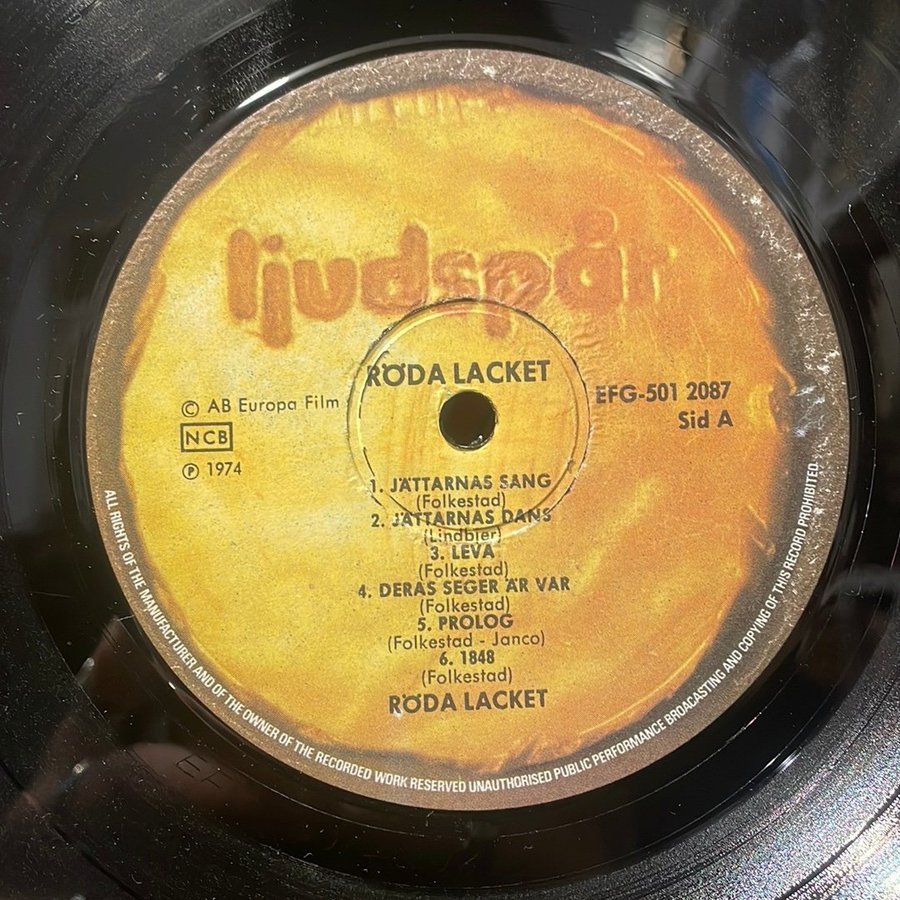 ljudspår
RÖDA LACKET
© AB Europa Film
NCB
℗ 1974
EFG-501 2087
Sid A
1. JÄTTARNAS SANG
(Folkestad)
2. JÄTTARNAS DANS
(Lindbjer)
3. LEVA
(Folkestad)
4. DERAS SEGER ÄR VAR
(Folkestad)
5. PROLOG
(Folkestad - Janco)
6. 1848
(Folkestad)
RÖDA LACKET
ALL RIGHTS OF THE MANUFACTURER AND OF THE OWNER OF THE RECORDED WORK RESERVED UNAUTHORISED PUBLIC PERFORMANCE BROACASTING AND COPYING OF THIS RECORD PROHIBITED